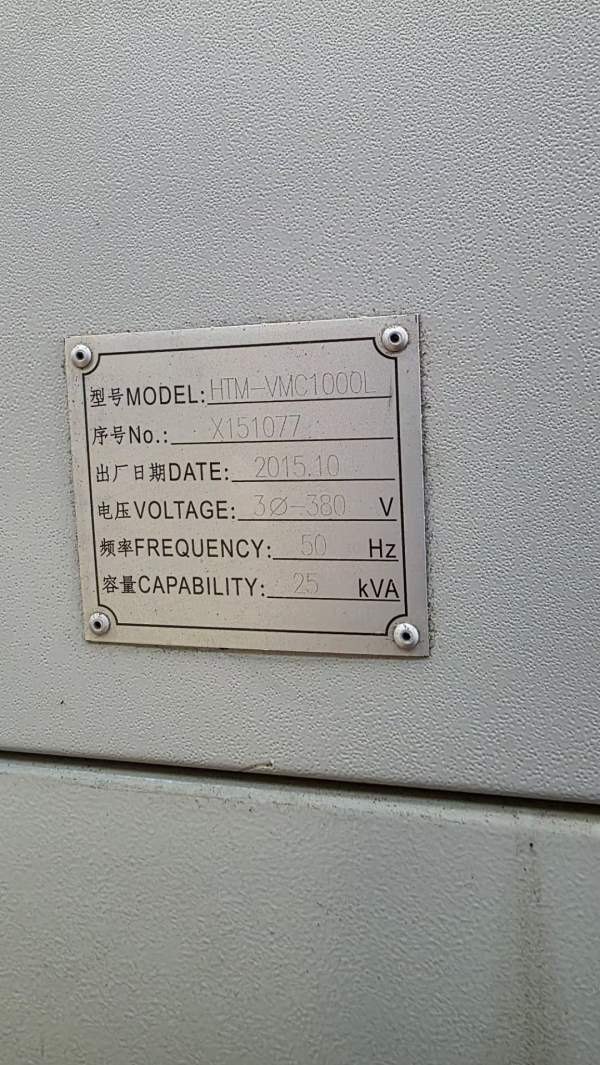 型号MODEL: HTM-VMC1000L
序号No.: X151077
出厂日期DATE: 2015.10
电压VOLTAGE: 3Ø-380 V
频率FREQUENCY: 50 Hz
容量CAPABILITY: 25 kVA